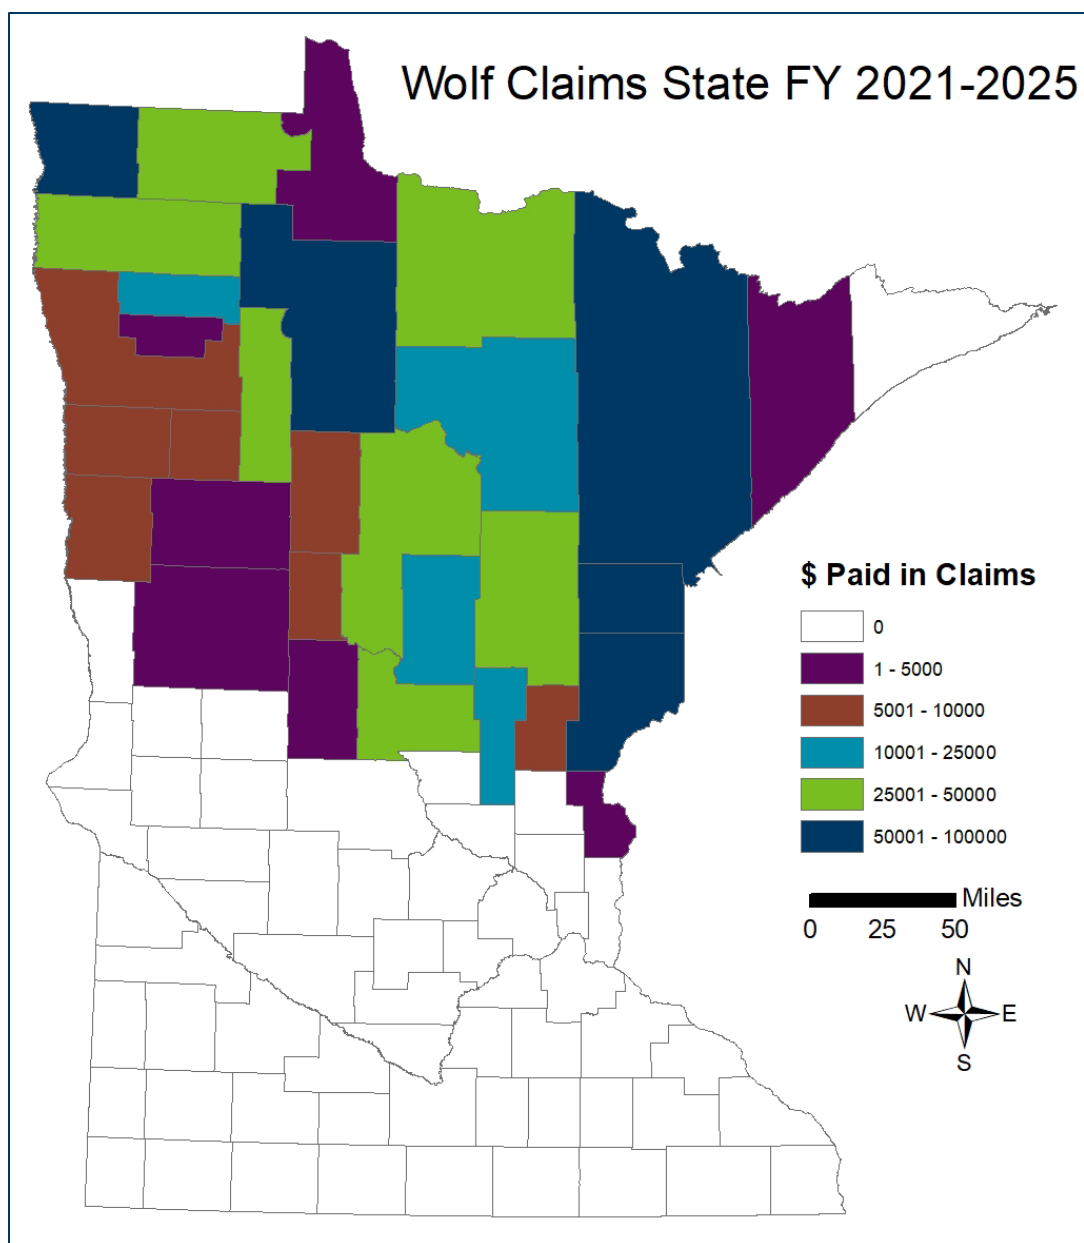 Wolf Claims State FY 2021-2025
$ Paid in Claims
0
1 - 5000
5001 - 10000
10001 - 25000
25001 - 50000
50001 - 100000
Miles
0 25 50
N
W E
S